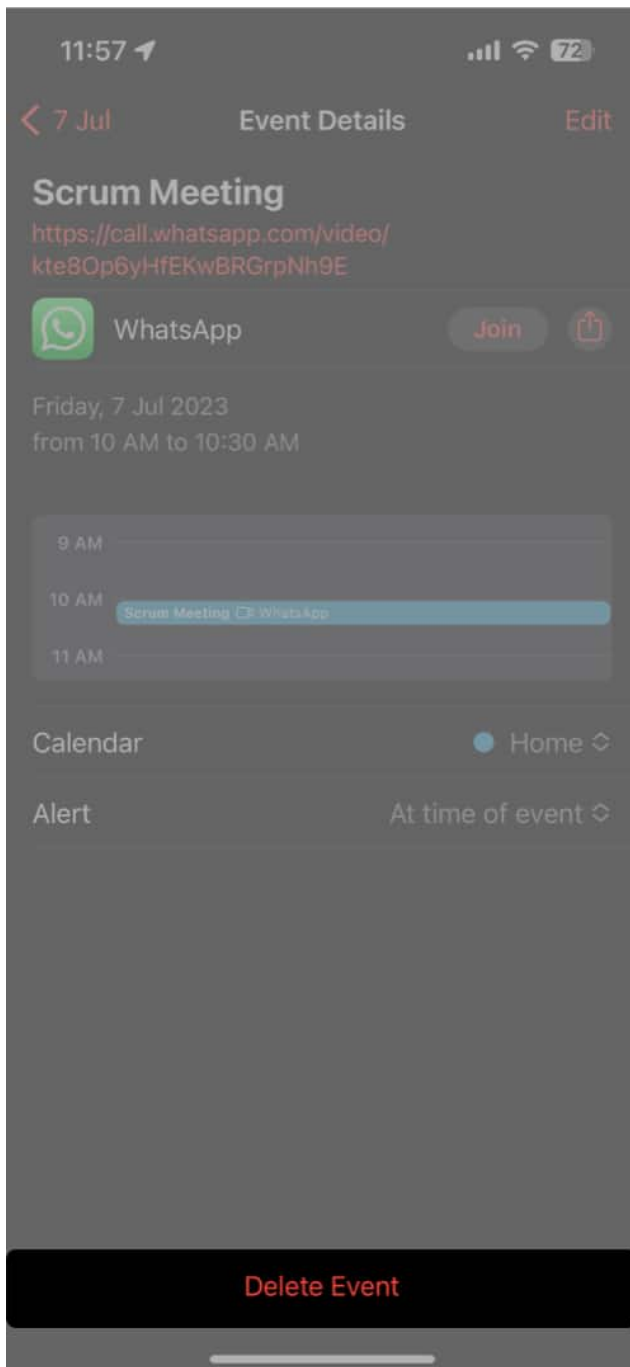 11:57
72
7 Jul
Event Details
Edit
Scrum Meeting
https://call.whatsapp.com/video/
kte8Op6yHfEKwBRGrpNh9E
WhatsApp
Join
Friday, 7 Jul 2023
from 10 AM to 10:30 AM
9 AM
10 AM
Scrum Meeting WhatsApp
11 AM
Calendar
Home
Alert
At time of event
Delete Event